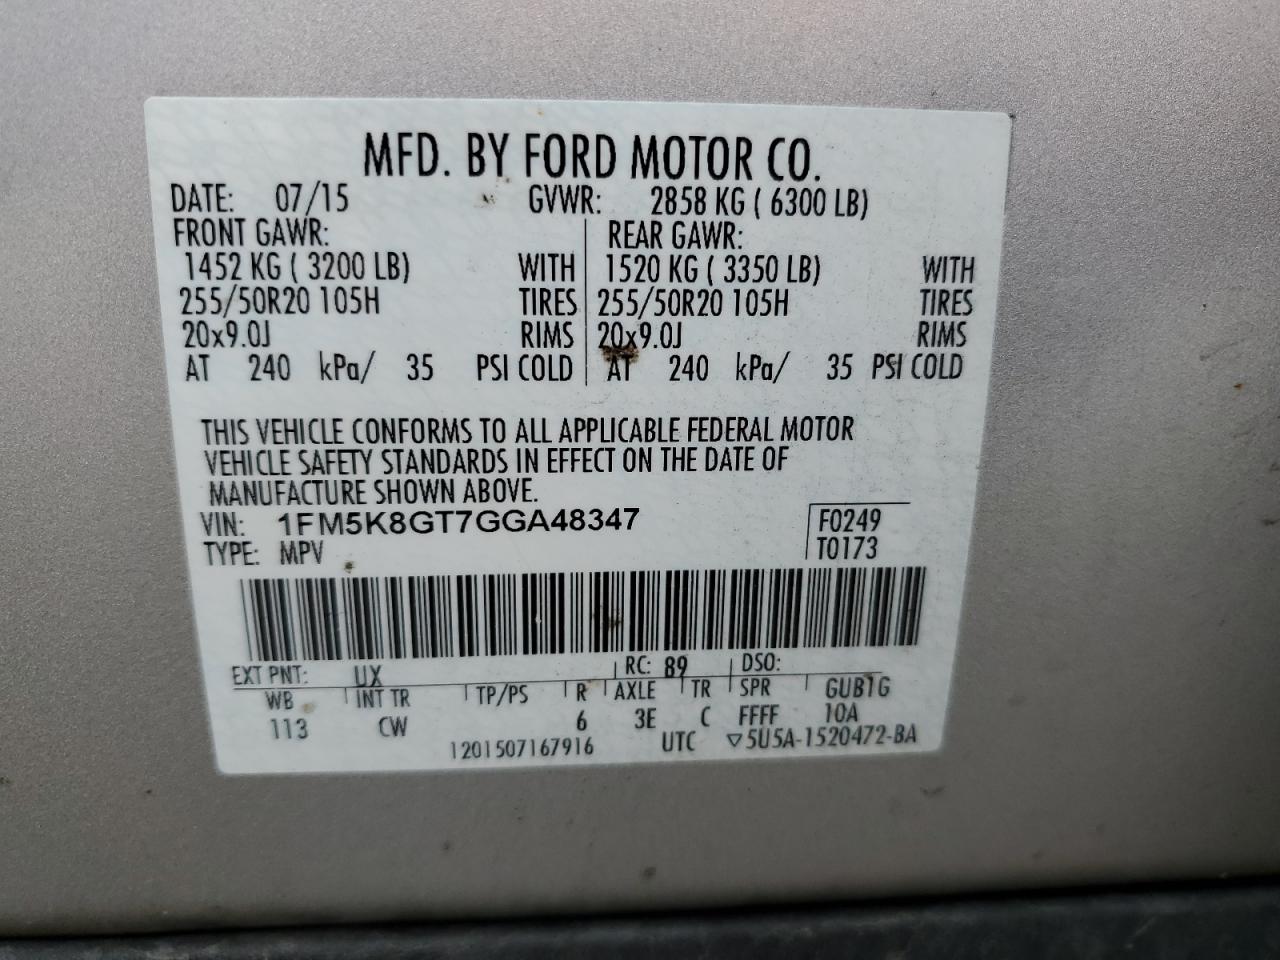 MFD. BY FORD MOTOR CO.
DATE: 07/15 GVWR: 2858 KG ( 6300 LB)
FRONT GAWR: REAR GAWR:
1452 KG ( 3200 LB) WITH 1520 KG ( 3350 LB) WITH
255/50R20 105H TIRES 255/50R20 105H TIRES
20x9.0J RIMS 20x9.0J RIMS
AT 240 kPa/ 35 PSI COLD AT 240 kPa/ 35 PSI COLD
THIS VEHICLE CONFORMS TO ALL APPLICABLE FEDERAL MOTOR
VEHICLE SAFETY STANDARDS IN EFFECT ON THE DATE OF
MANUFACTURE SHOWN ABOVE.
VIN: 1FM5K8GT7GGA48347 F0249
TYPE: MPV T0173
EXT PNT: UX RC: 89 DSO:
WB INT TR TP/PS R AXLE TR SPR GUB1G
113 CW 6 3E C FFFF 10A
1201507167916 UTC ▽5U5A-1520472-BA